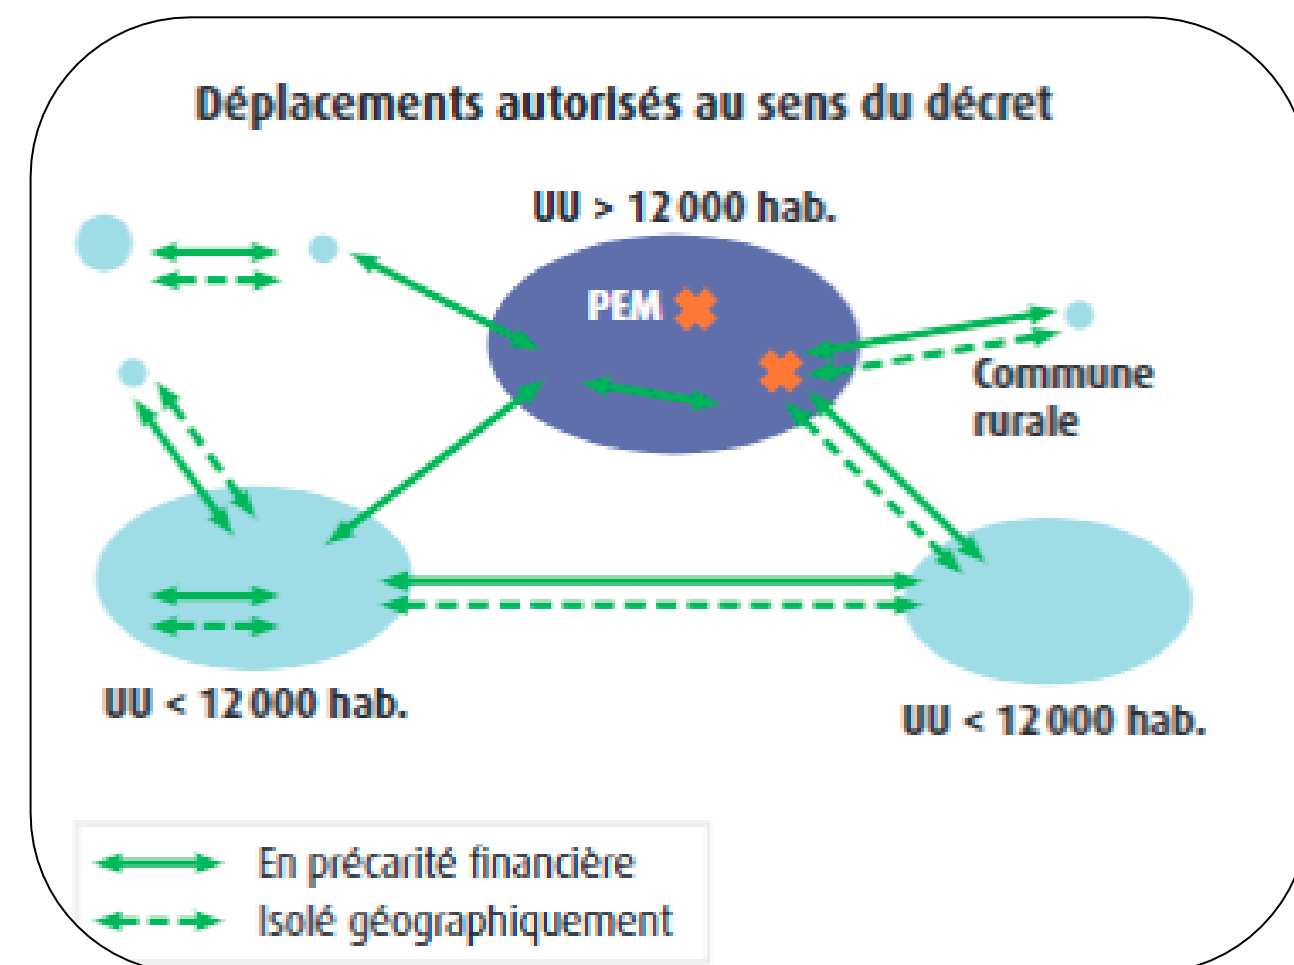 Déplacements autorisés au sens du décret
UU > 12 000 hab.
PEM
Commune
rurale
UU < 12 000 hab.
UU < 12 000 hab.
En précarité financière
Isolé géographiquement